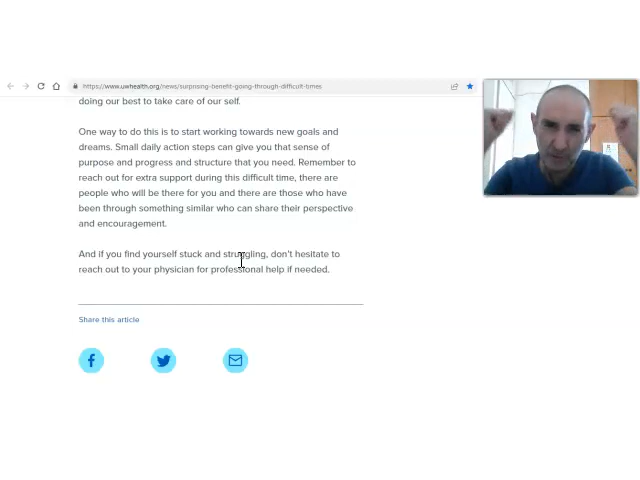 https://www.uwhealth.org/news/surprising-benefit-going-through-difficult-times
doing our best to take care of our self.
One way to do this is to start working towards new goals and
dreams. Small daily action steps can give you that sense of
purpose and progress and structure that you need. Remember to
reach out for extra support during this difficult time, there are
people who will be there for you and there are those who have
been through something similar who can share their perspective
and encouragement.
And if you find yourself stuck and struggling, don't hesitate to
reach out to your physician for professional help if needed.
Share this article